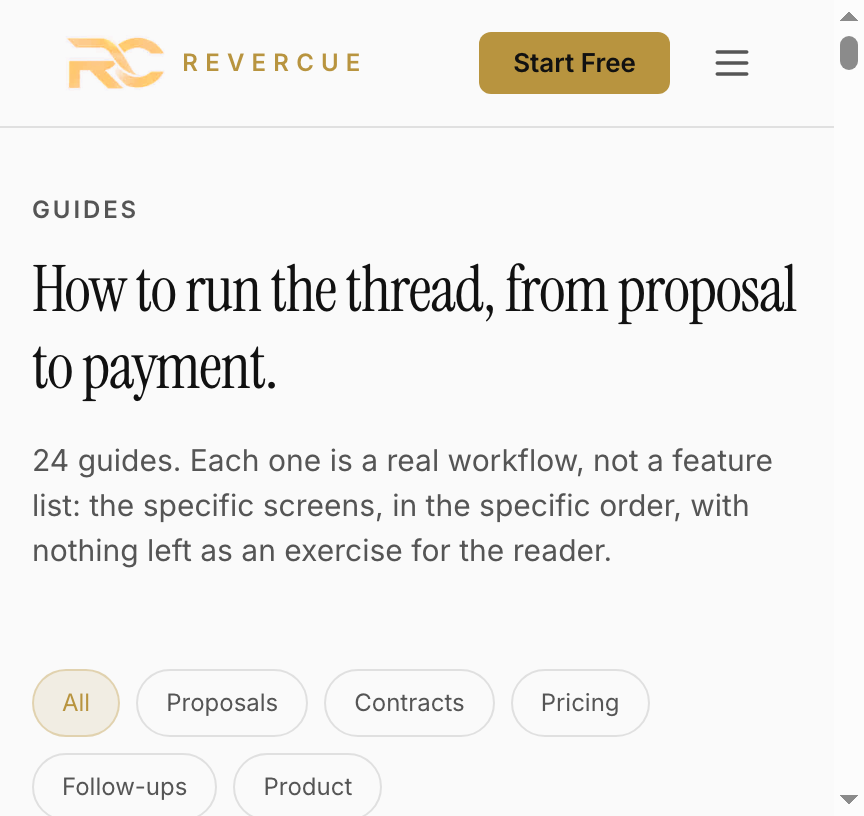 RC REVERCUE
Start Free
GUIDES
How to run the thread, from proposal
to payment.
24 guides. Each one is a real workflow, not a feature
list: the specific screens, in the specific order, with
nothing left as an exercise for the reader.
All Proposals Contracts Pricing
Follow-ups Product